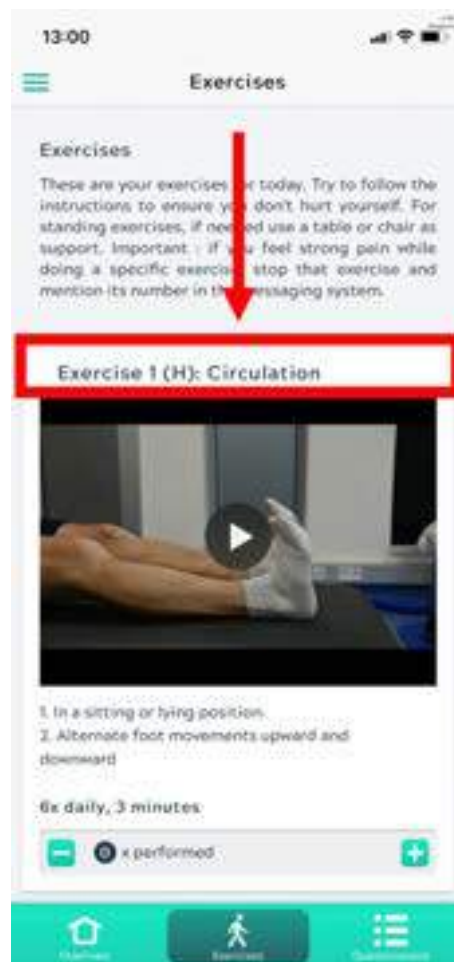 13:00
Exercises
Exercises
These are your exercises for today. Try to follow the
instructions to ensure you don't hurt yourself. For
standing exercises, if needed use a table or chair as
support. Important : if you feel strong pain while
doing a specific exercise, stop that exercise and
mention its number in the messaging system.
Exercise 1 (H): Circulation
1. In a sitting or lying position.
2. Alternate foot movements upward and
downward
6x daily, 3 minutes
0 x performed
Exercises